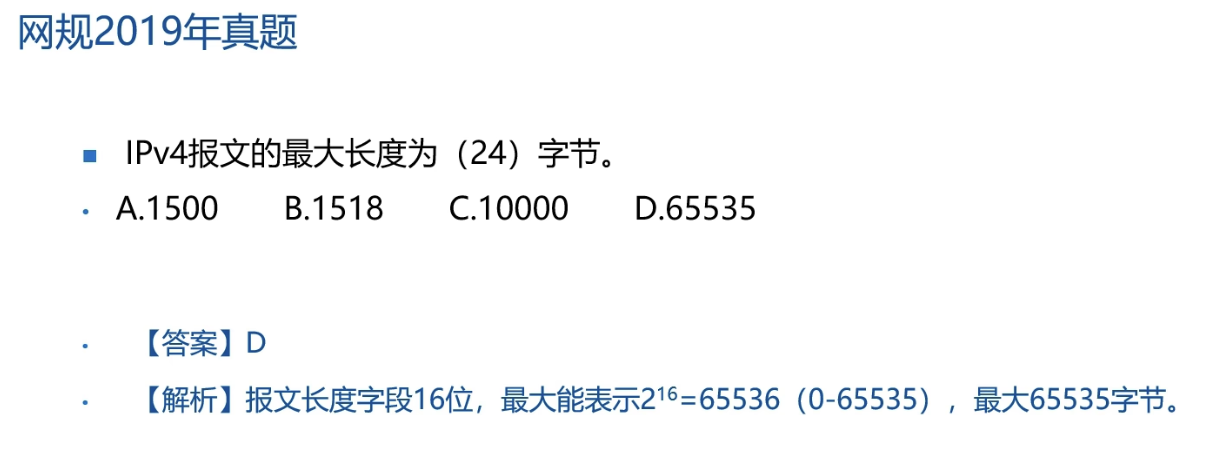 网规2019年真题
■ IPv4报文的最大长度为（24）字节。
• A.1500 B.1518 C.10000 D.65535
• 【答案】D
• 【解析】报文长度字段16位，最大能表示2¹⁶=65536（0-65535），最大65535字节。